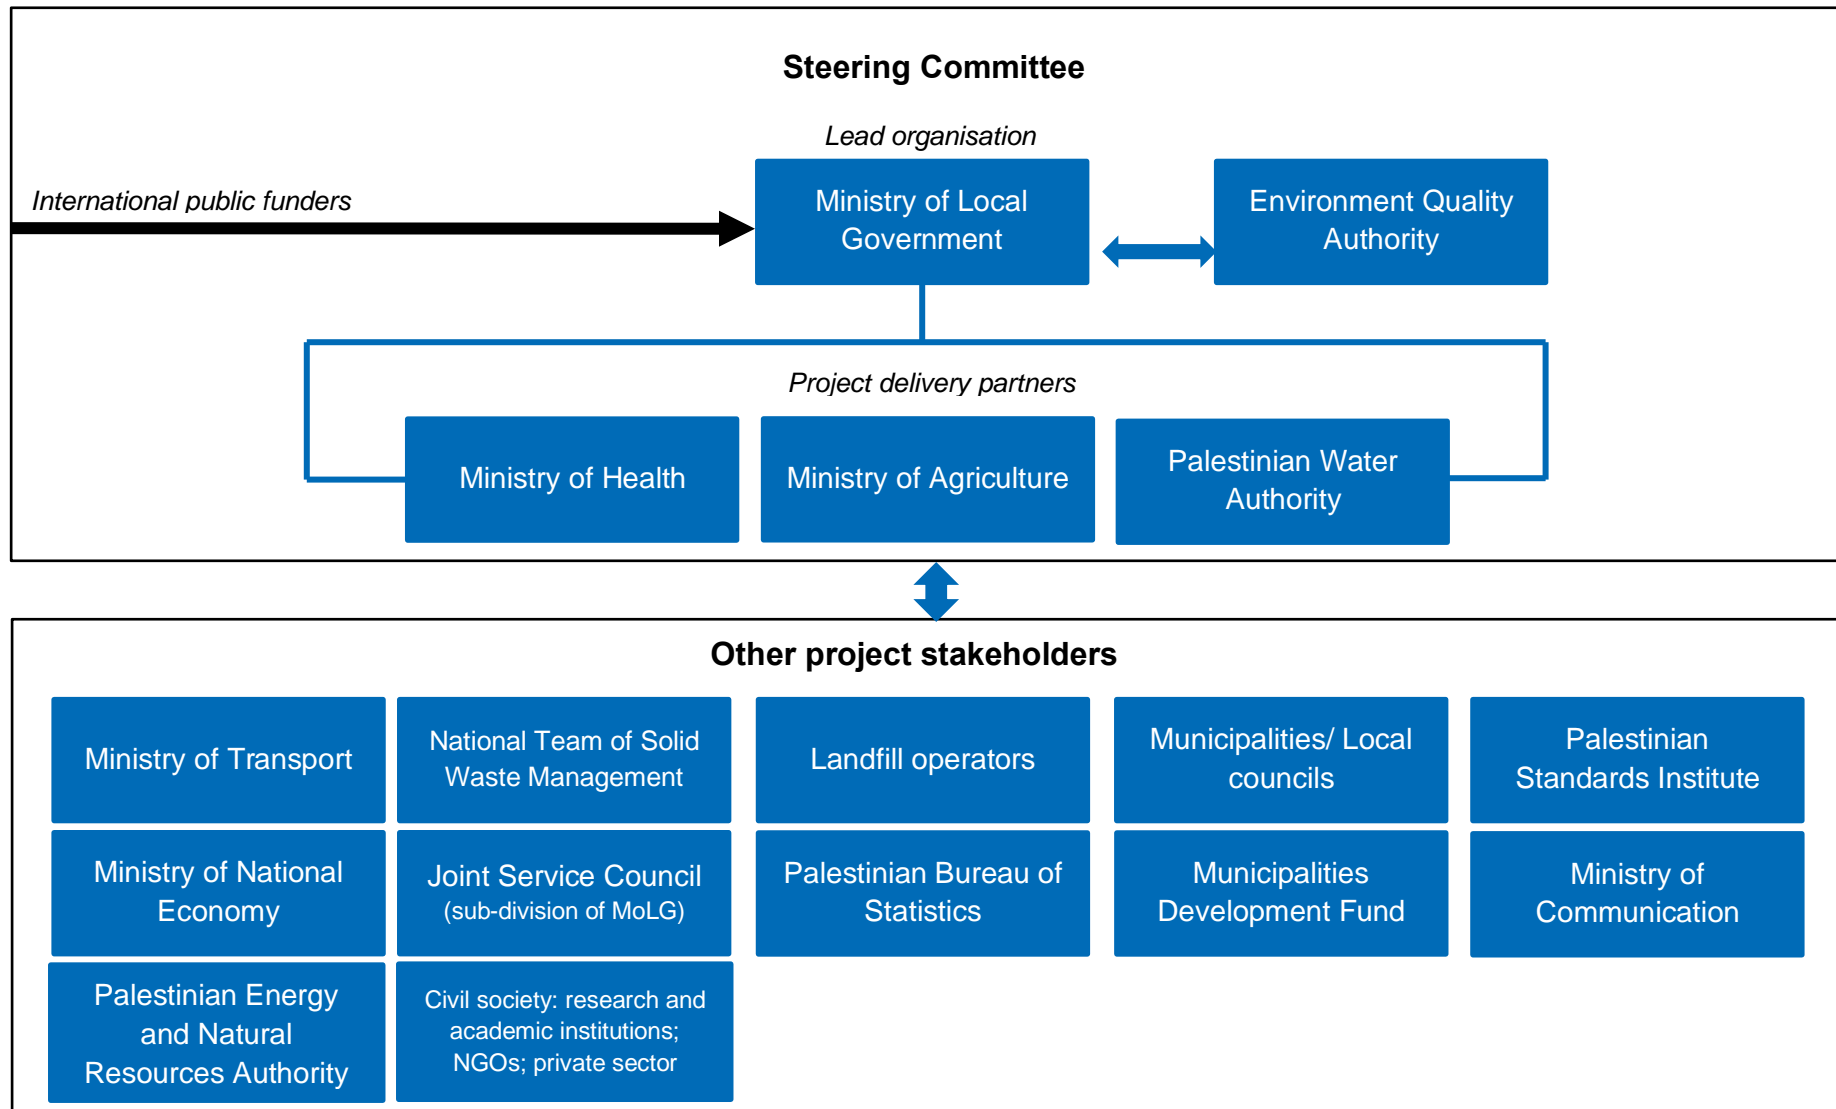 Steering Committee
Lead organisation
International public funders
Ministry of Local
Government
Environment Quality
Authority
Project delivery partners
Ministry of Health
Ministry of Agriculture
Palestinian Water
Authority
Other project stakeholders
Ministry of Transport
National Team of Solid
Waste Management
Landfill operators
Municipalities/ Local
councils
Palestinian
Standards Institute
Ministry of National
Economy
Joint Service Council
(sub-division of MoLG)
Palestinian Bureau of
Statistics
Municipalities
Development Fund
Ministry of
Communication
Palestinian Energy
and Natural
Resources Authority
Civil society: research and
academic institutions;
NGOs; private sector